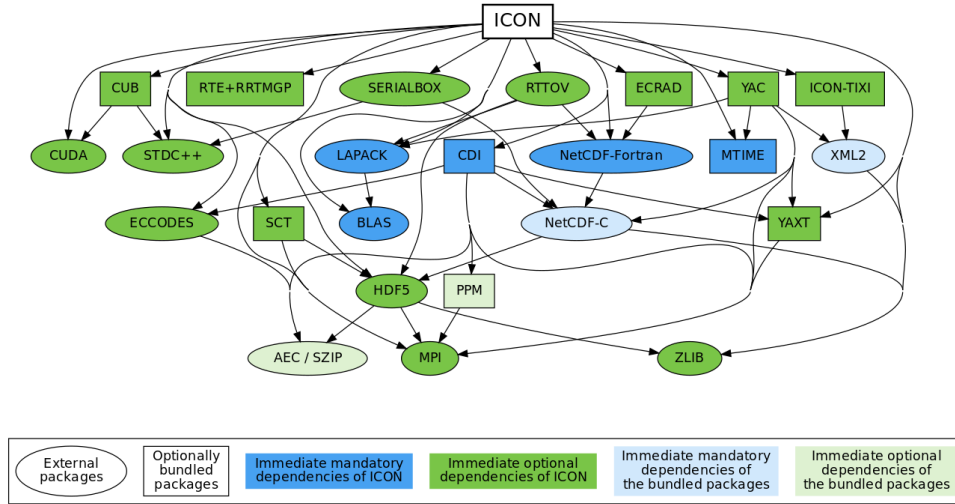 ICON
CUB
RTE+RRTMGP
SERIALBOX
RTTOV
ECRAD
YAC
ICON-TIXI
CUDA
STDC++
LAPACK
CDI
NetCDF-Fortran
MTIME
XML2
ECCODES
SCT
BLAS
NetCDF-C
YAXT
HDF5
PPM
AEC / SZIP
MPI
ZLIB
External
packages
Optionally
bundled
packages
Immediate mandatory
dependencies of ICON
Immediate optional
dependencies of ICON
Immediate mandatory
dependencies of
the bundled packages
Immediate optional
dependencies of
the bundled packages